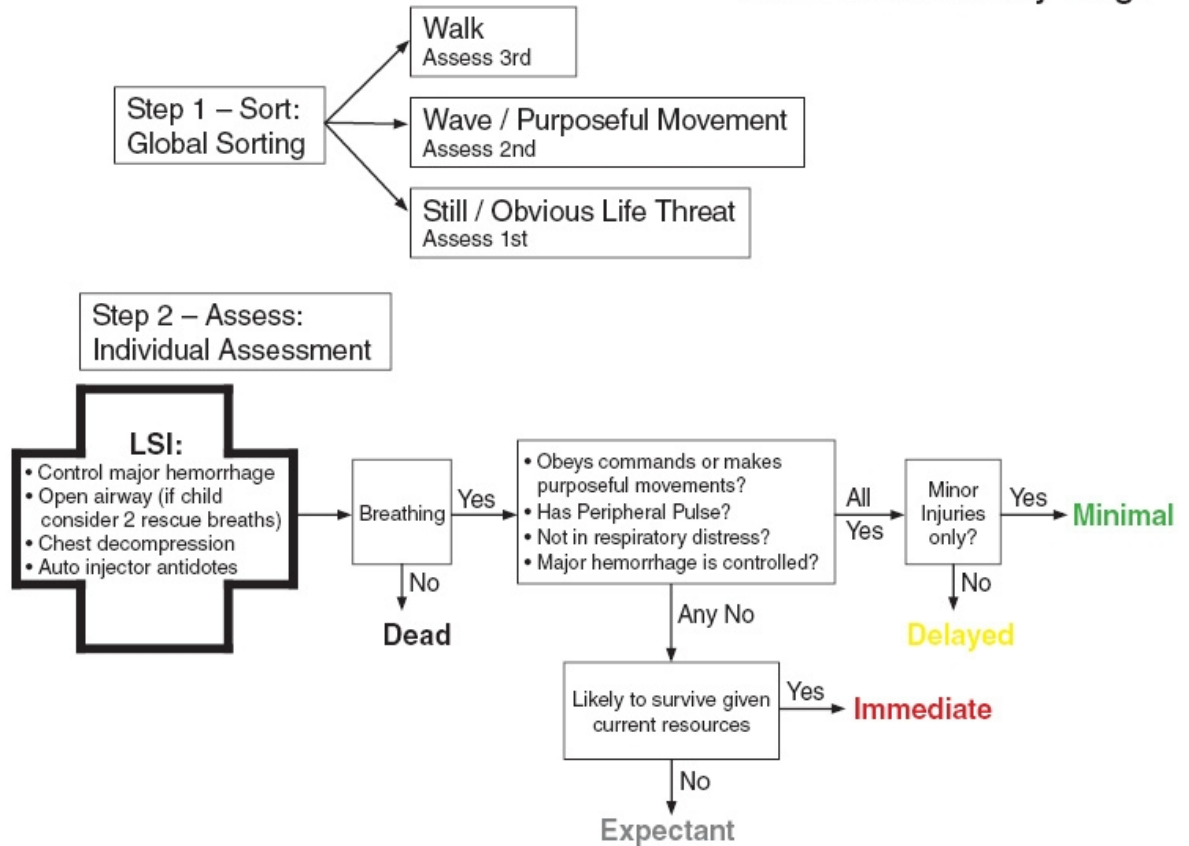 Walk
Assess 3rd
Step 1 – Sort:
Global Sorting
Wave / Purposeful Movement
Assess 2nd
Still / Obvious Life Threat
Assess 1st
Step 2 – Assess:
Individual Assessment
LSI:
• Control major hemorrhage
• Open airway (if child
consider 2 rescue breaths)
• Chest decompression
• Auto injector antidotes
Breathing
Yes
No
Dead
• Obeys commands or makes
purposeful movements?
• Has Peripheral Pulse?
• Not in respiratory distress?
• Major hemorrhage is controlled?
All
Yes
Minor
Injuries
only?
Yes
Minimal
No
Delayed
Any No
Likely to survive given
current resources
Yes
Immediate
No
Expectant